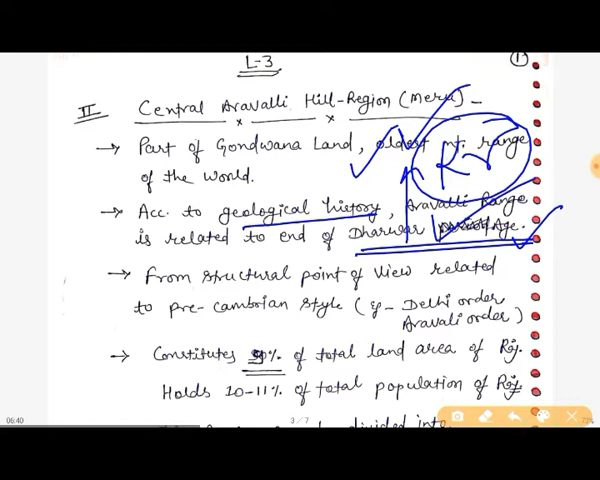 L-3
1
II Central Aravalli Hill-Region (Meru) -
→ Part of Gondwana Land, oldest mt. range
of the world.
→ Acc. to geological history, Aravalli Range
is related to end of Dharwar Age.
→ From structural point of view related
to pre-cambrian style (eg - Delhi order
Aravali order)
→ Constitutes 9% of total land area of Raj.
Holds 10-11% of total population of Raj.
divided into
06:40
3 / 7